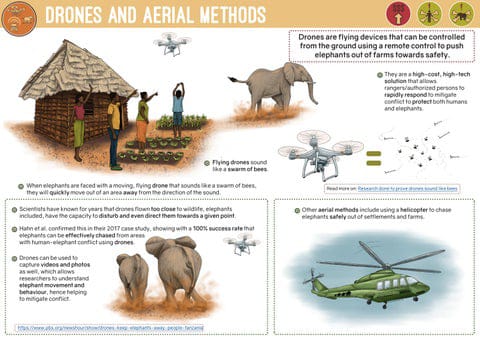 DRONES AND AERIAL METHODS
$$$
Drones are flying devices that can be controlled
from the ground using a remote control to push
elephants out of farms towards safety.
They are a high-cost, high-tech
solution that allows
rangers/authorized persons to
rapidly respond to mitigate
conflict to protect both humans
and elephants.
Flying drones sound
like a swarm of bees.
=
Read more on: Research done to prove drones sound like bees
When elephants are faced with a moving, flying drone that sounds like a swarm of bees,
they will quickly move out of an area away from the direction of the sound.
Scientists have known for years that drones flown too close to wildlife, elephants
included, have the capacity to disturb and even direct them towards a given point.
Hahn et al. confirmed this in their 2017 case study, showing with a 100% success rate that
elephants can be effectively chased from areas
with human-elephant conflict using drones.
Drones can be used to
capture videos and photos
as well, which allows
researchers to understand
elephant movement and
behaviour, hence helping
to mitigate conflict.
https://www.pbs.org/newshour/show/drones-keep-elephants-away-people-tanzania
Other aerial methods include using a helicopter to chase
elephants safely out of settlements and farms.